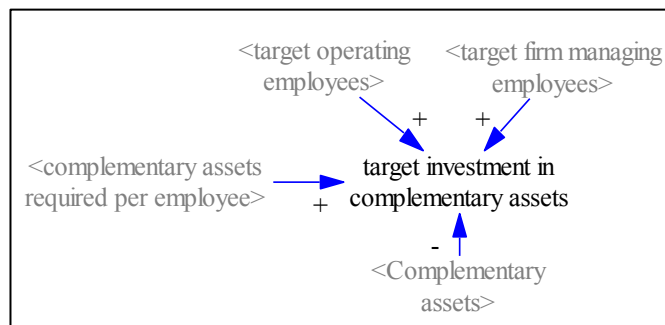 <target operating
employees>
<target firm managing
employees>
+
+
<complementary assets
required per employee>
+
target investment in
complementary assets
-
<Complementary
assets>